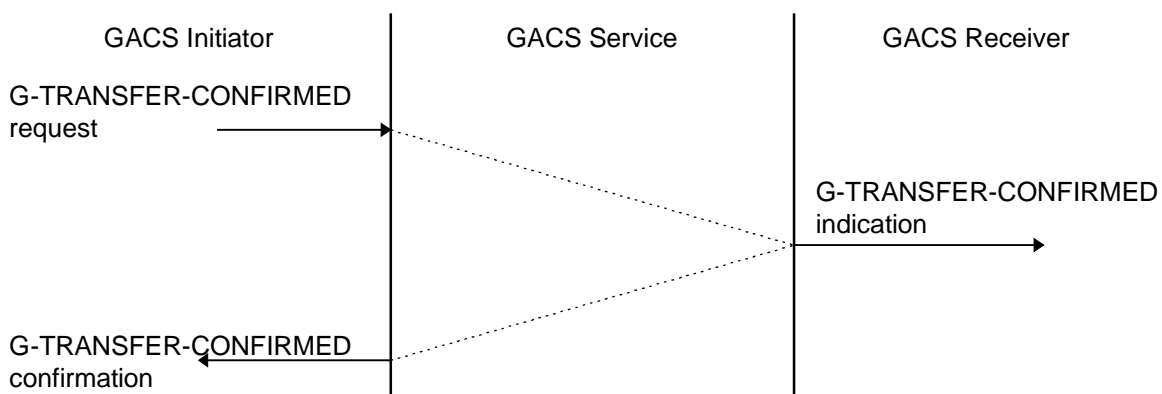 GACS Initiator
GACS Service
GACS Receiver
G-TRANSFER-CONFIRMED
request
G-TRANSFER-CONFIRMED
indication
G-TRANSFER-CONFIRMED
confirmation